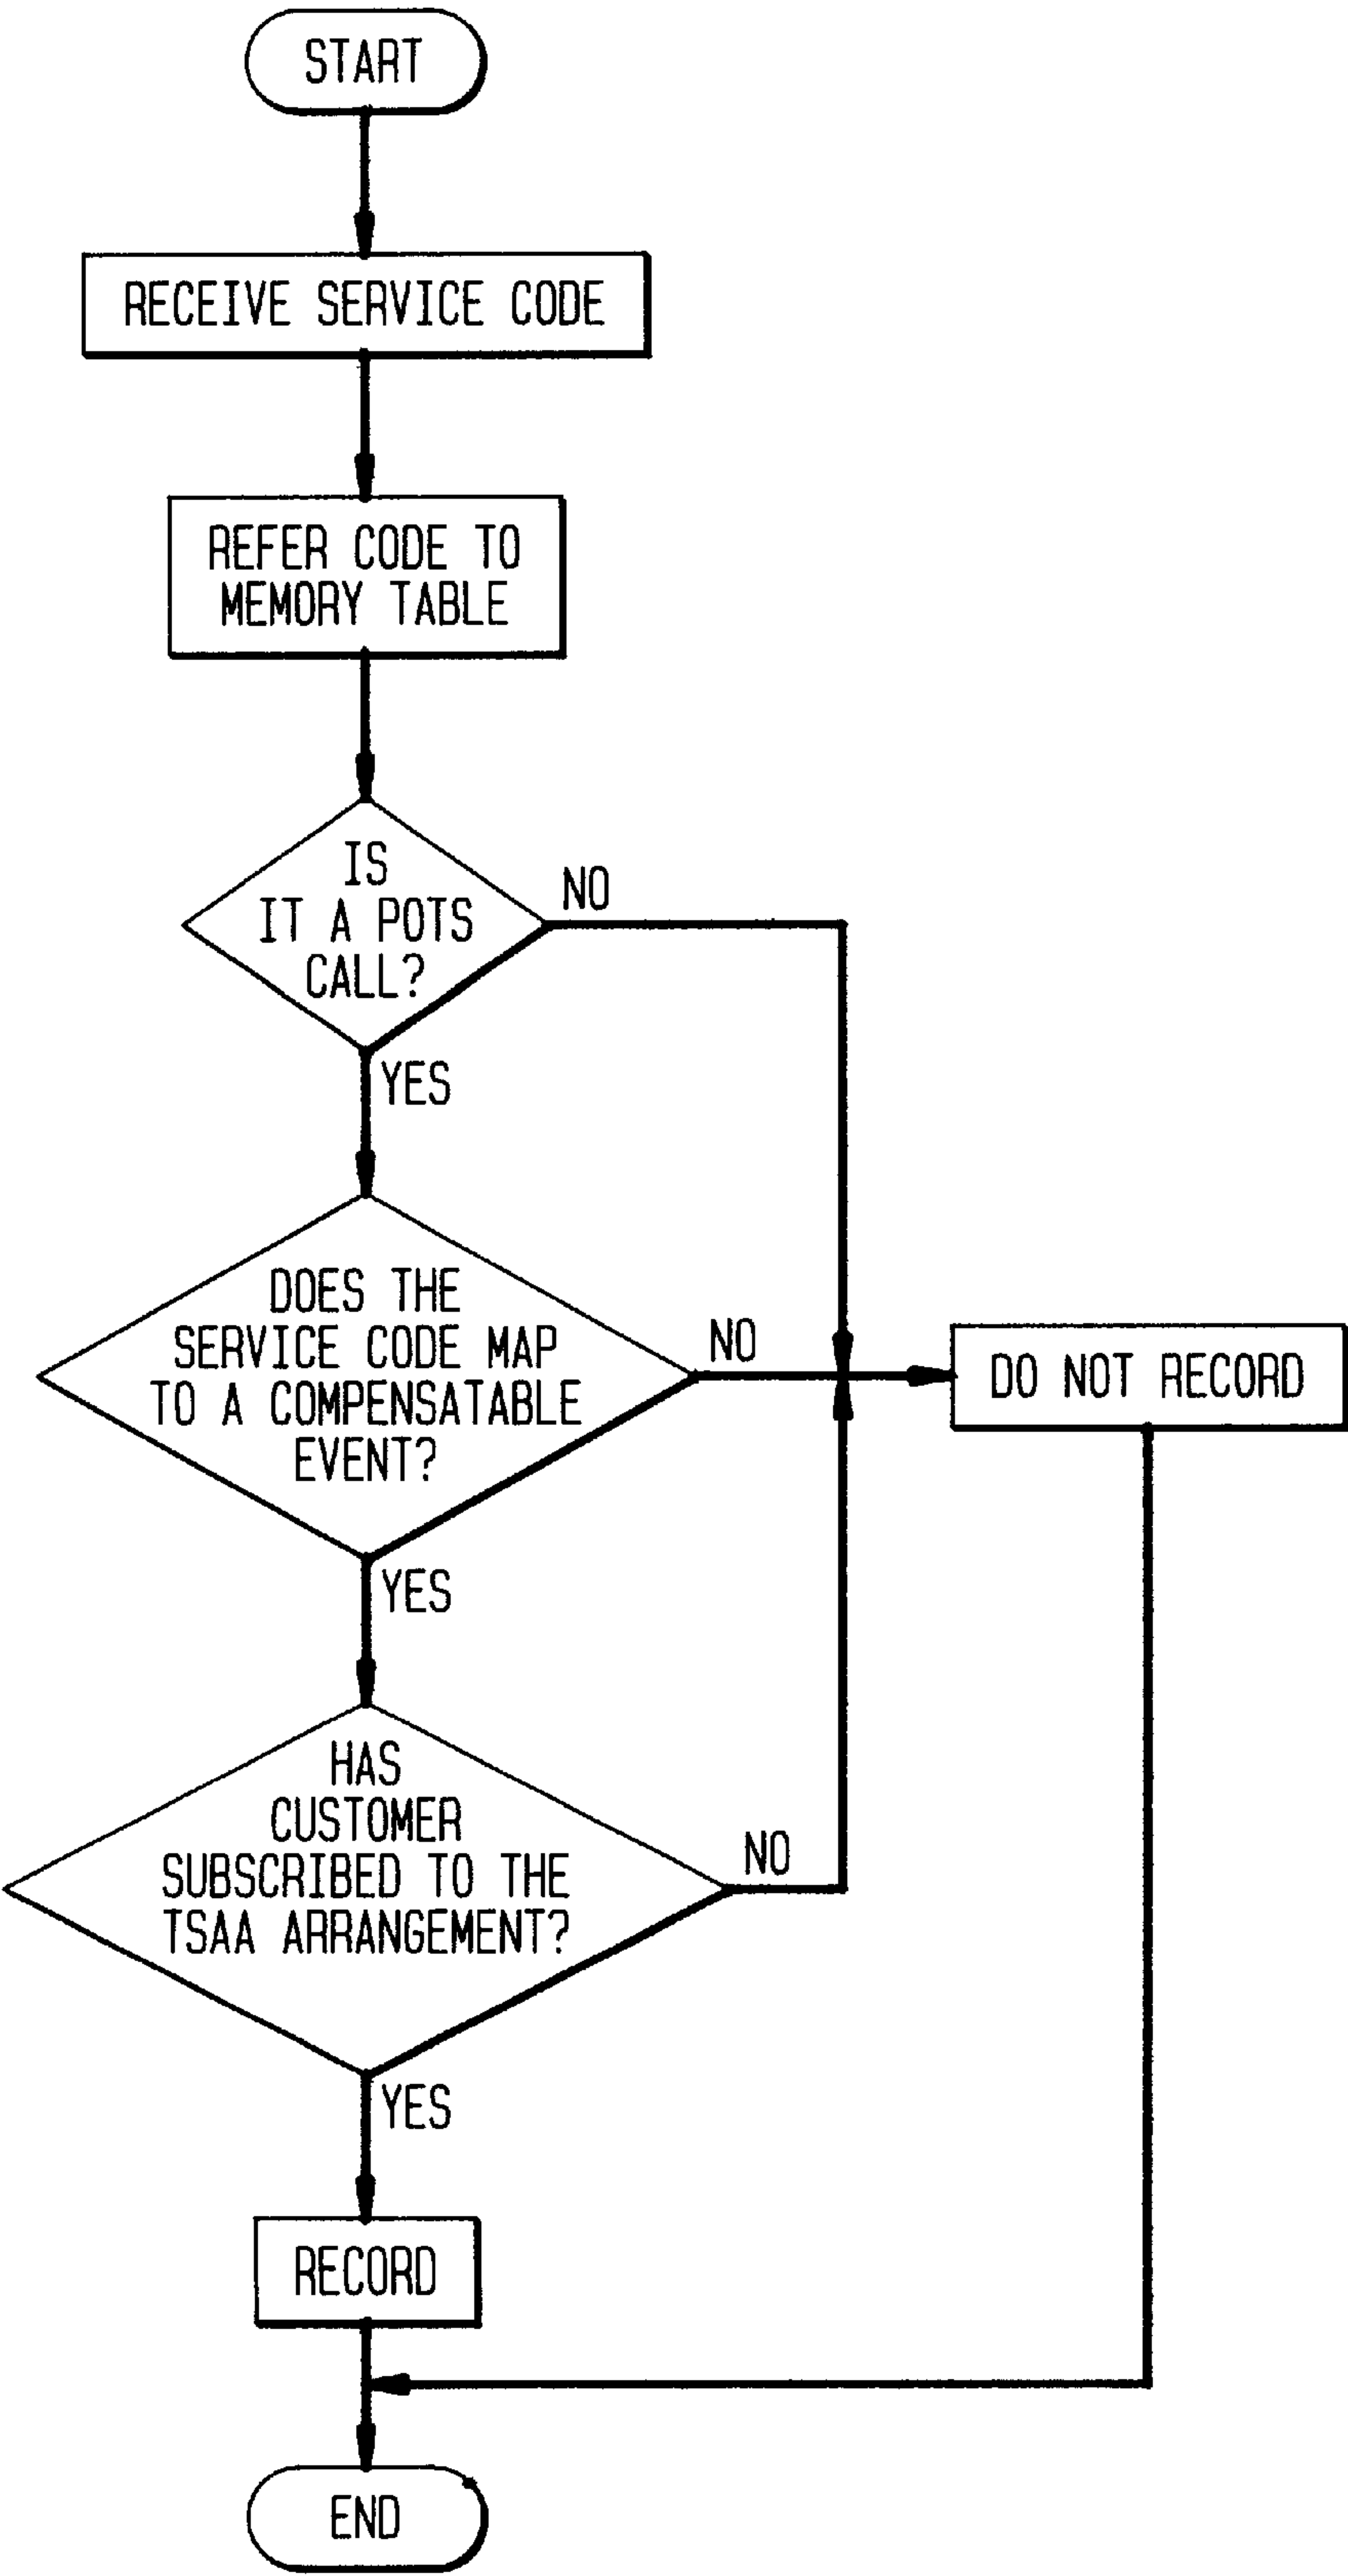 START
RECEIVE SERVICE CODE
REFER CODE TO
MEMORY TABLE
IS
IT A POTS
CALL?
NO
YES
DOES THE
SERVICE CODE MAP
TO A COMPENSATABLE
EVENT?
NO
DO NOT RECORD
YES
HAS
CUSTOMER
SUBSCRIBED TO THE
TSAA ARRANGEMENT?
NO
YES
RECORD
END